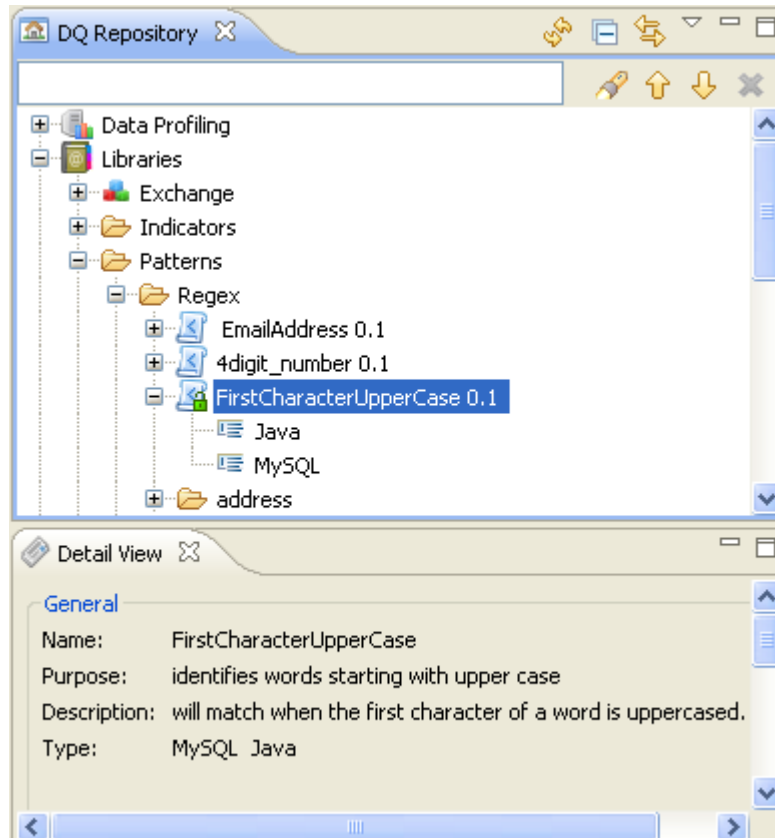 DQ Repository
Data Profiling
Libraries
Exchange
Indicators
Patterns
Regex
EmailAddress 0.1
4digit_number 0.1
FirstCharacterUpperCase 0.1
Java
MySQL
address
Detail View
General
Name: FirstCharacterUpperCase
Purpose: identifies words starting with upper case
Description: will match when the first character of a word is uppercased.
Type: MySQL Java